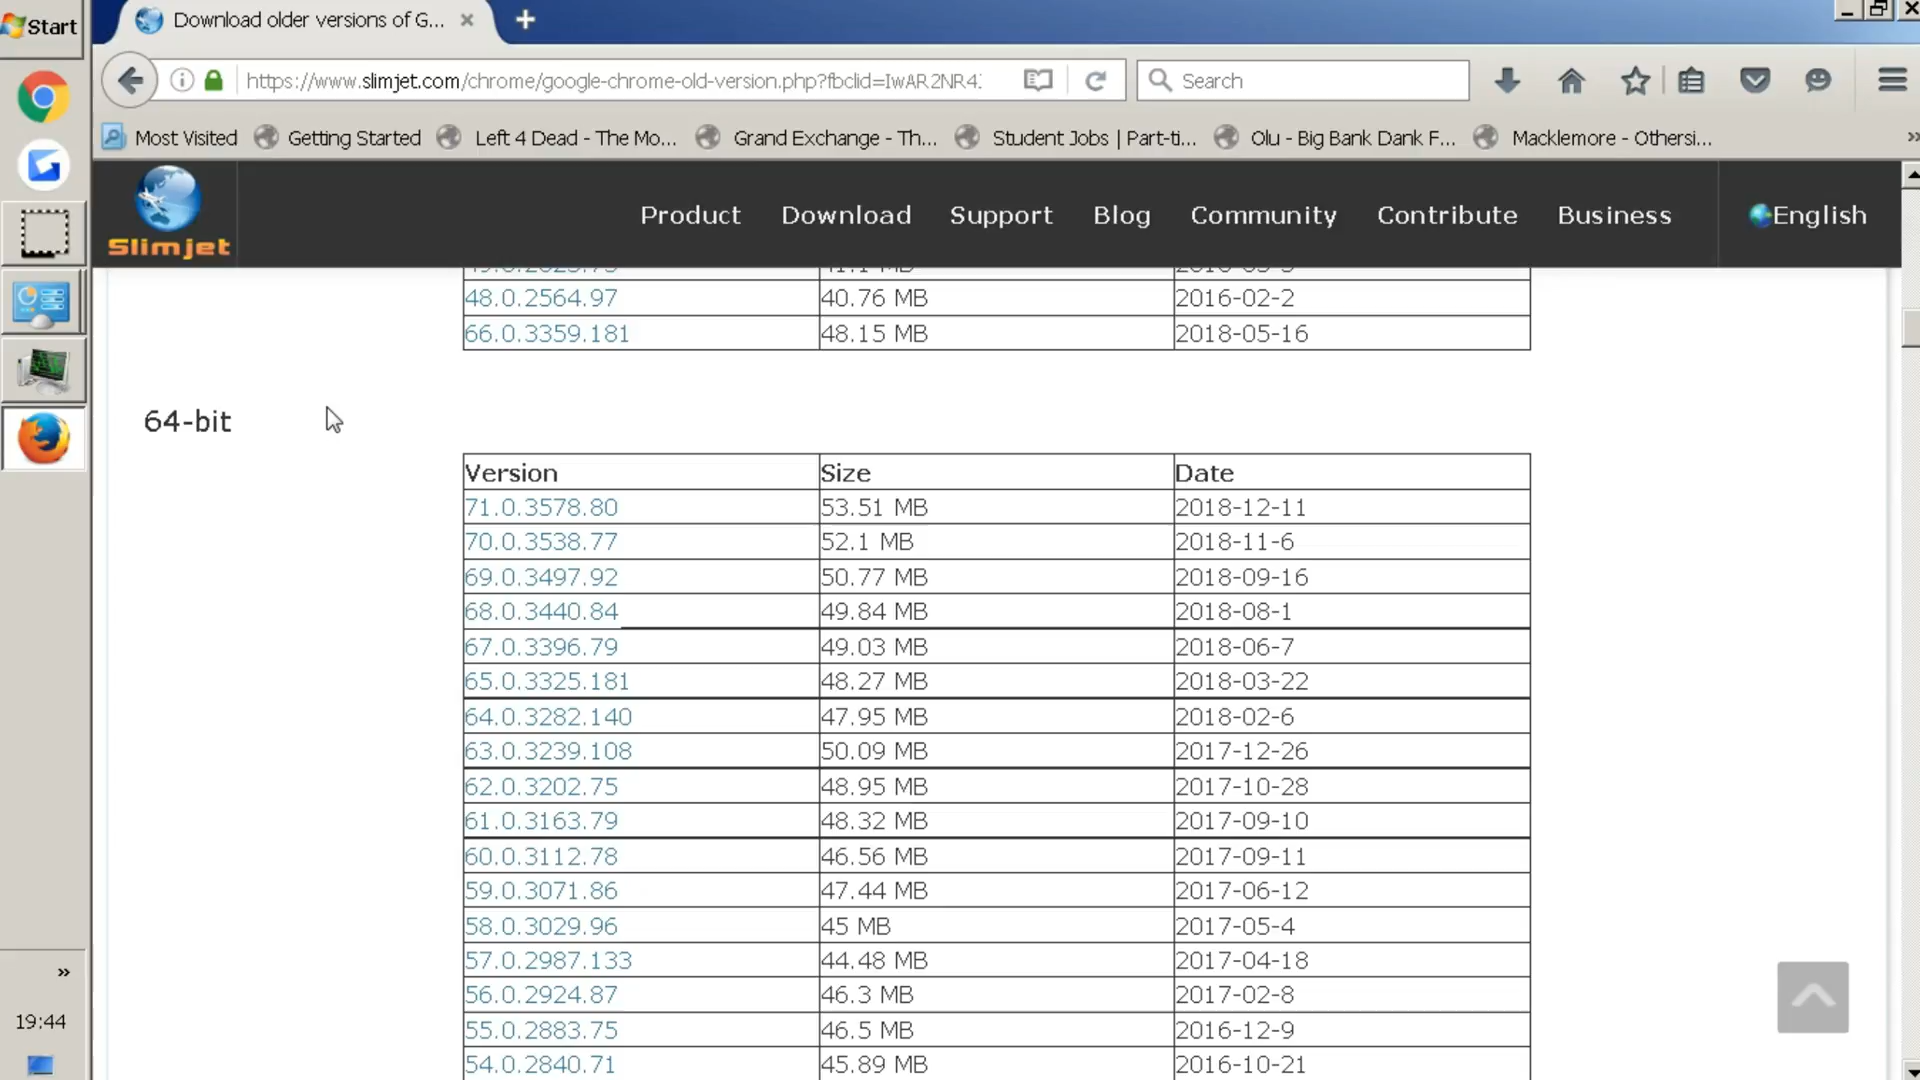 Start
Download older versions of G...
https://www.slimjet.com/chrome/google-chrome-old-version.php?fbclid=IwAR2NR4
Search
Most Visited
Getting Started
Left 4 Dead - The Mo...
Grand Exchange - Th...
Student Jobs | Part-ti...
Olu - Big Bank Dank F...
Macklemore - Othersi...
Slimjet
Product
Download
Support
Blog
Community
Contribute
Business
English
48.0.2564.97 40.76 MB 2016-02-2
66.0.3359.181 48.15 MB 2018-05-16
64-bit
Version Size Date
71.0.3578.80 53.51 MB 2018-12-11
70.0.3538.77 52.1 MB 2018-11-6
69.0.3497.92 50.77 MB 2018-09-16
68.0.3440.84 49.84 MB 2018-08-1
67.0.3396.79 49.03 MB 2018-06-7
65.0.3325.181 48.27 MB 2018-03-22
64.0.3282.140 47.95 MB 2018-02-6
63.0.3239.108 50.09 MB 2017-12-26
62.0.3202.75 48.95 MB 2017-10-28
61.0.3163.79 48.32 MB 2017-09-10
60.0.3112.78 46.56 MB 2017-09-11
59.0.3071.86 47.44 MB 2017-06-12
58.0.3029.96 45 MB 2017-05-4
57.0.2987.133 44.48 MB 2017-04-18
56.0.2924.87 46.3 MB 2017-02-8
55.0.2883.75 46.5 MB 2016-12-9
54.0.2840.71 45.89 MB 2016-10-21
19:44